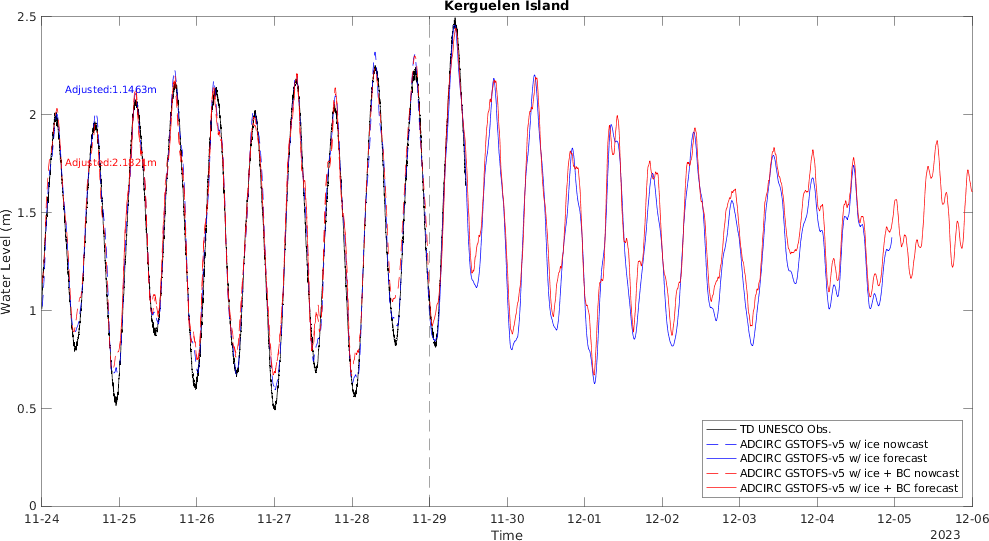 Kerguelen Island
2.5
2
1.5
1
0.5
0
Water Level (m)
Adjusted:1.1463m
Adjusted:2.1321m
TD UNESCO Obs.
ADCIRC GSTOFS-v5 w/ ice nowcast
ADCIRC GSTOFS-v5 w/ ice forecast
ADCIRC GSTOFS-v5 w/ ice + BC nowcast
ADCIRC GSTOFS-v5 w/ ice + BC forecast
11-24 11-25 11-26 11-27 11-28 11-29 11-30 12-01 12-02 12-03 12-04 12-05 12-06
Time
2023